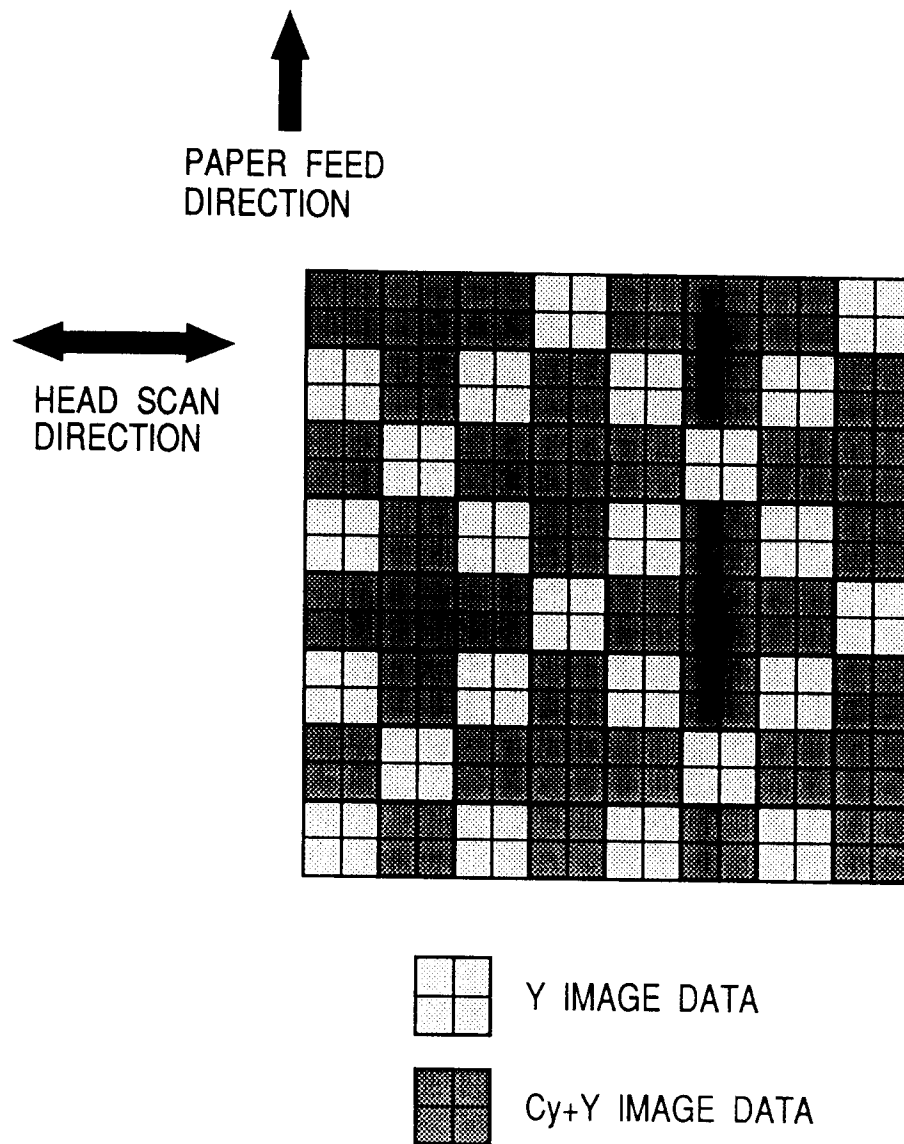 PAPER FEED
DIRECTION
HEAD SCAN
DIRECTION
Y IMAGE DATA
Cy+Y IMAGE DATA